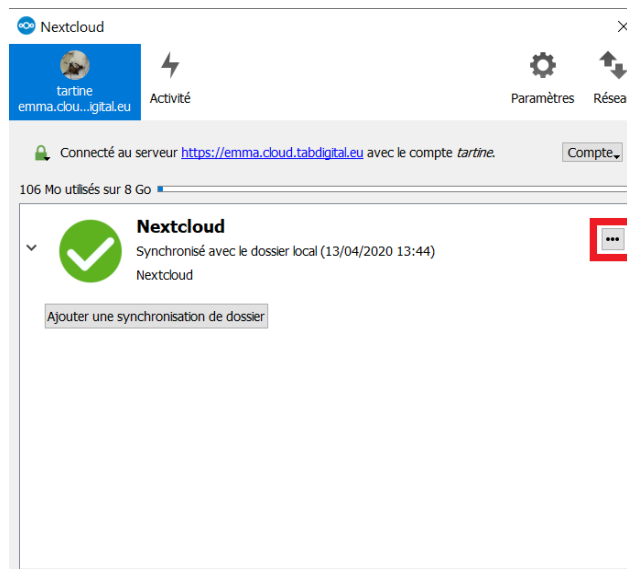 Nextcloud
tartine
emma.clou...igital.eu
Activité
Paramètres
Réseau
Connecté au serveur https://emma.cloud.tabdigital.eu avec le compte tartine.
Compte
106 Mo utilisés sur 8 Go
Nextcloud
Synchronisé avec le dossier local (13/04/2020 13:44)
Nextcloud
Ajouter une synchronisation de dossier